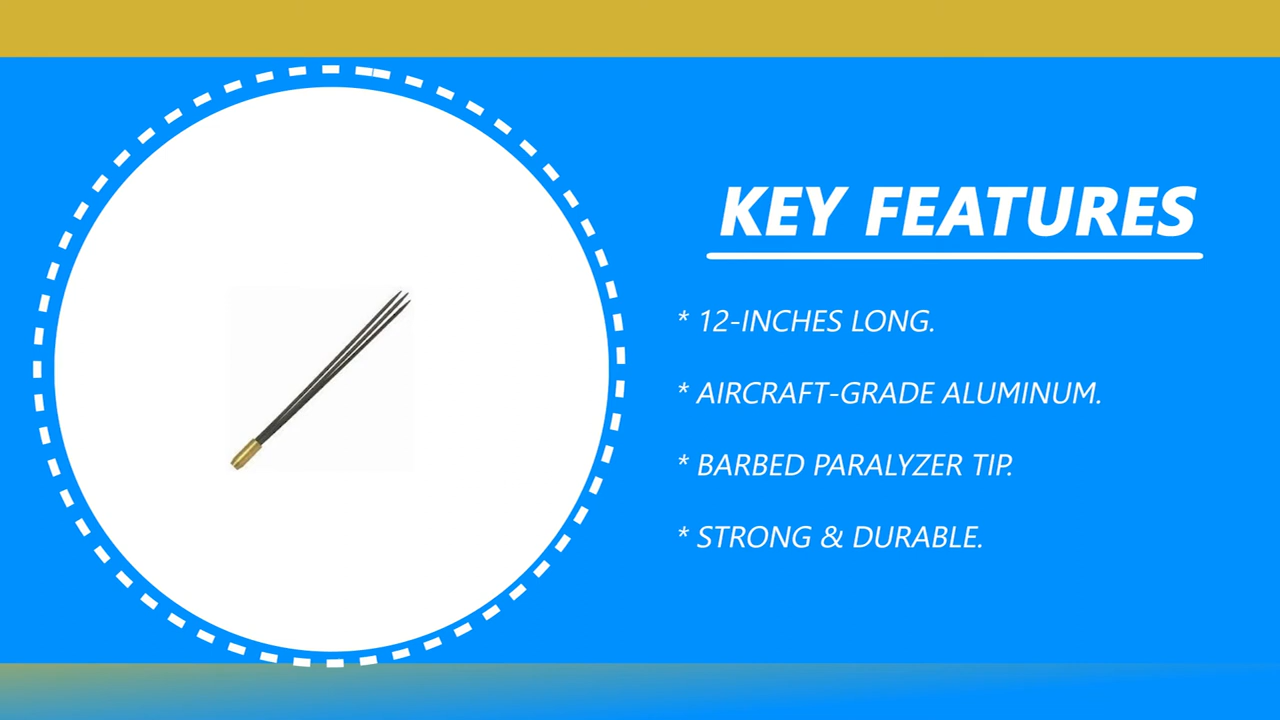 KEY FEATURES
* 12-INCHES LONG.
* AIRCRAFT-GRADE ALUMINUM.
* BARBED PARALYZER TIP.
* STRONG & DURABLE.